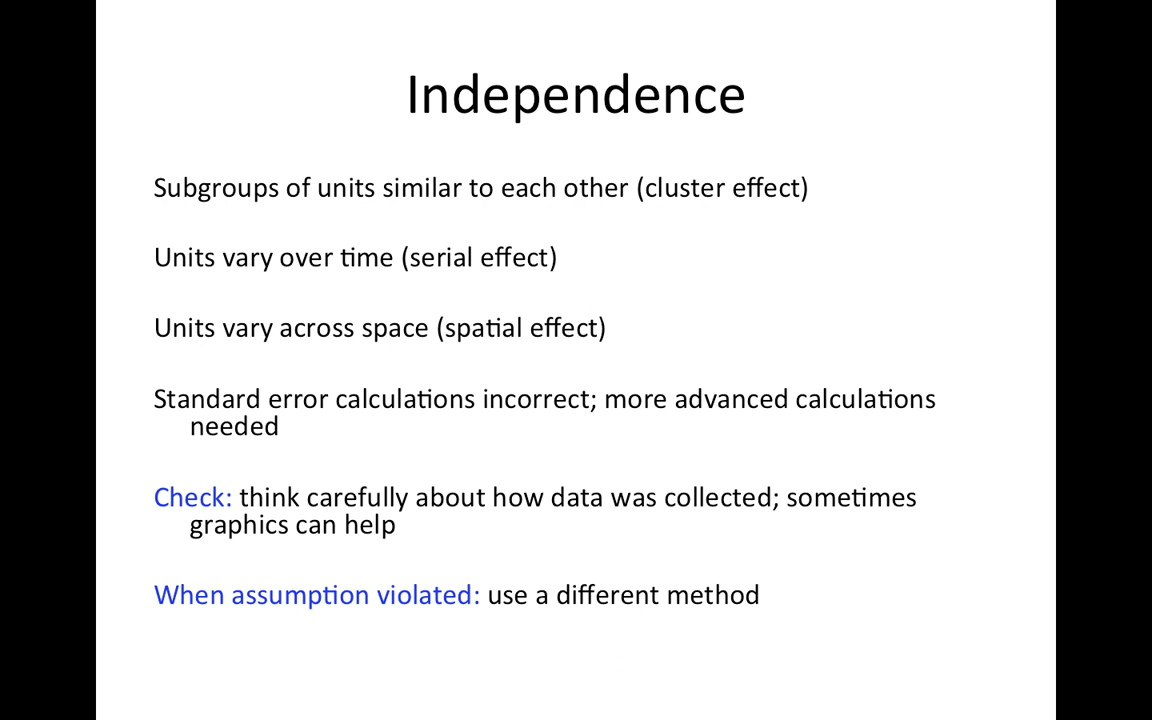 Independence
Subgroups of units similar to each other (cluster effect)
Units vary over time (serial effect)
Units vary across space (spatial effect)
Standard error calculations incorrect; more advanced calculations
needed
Check: think carefully about how data was collected; sometimes
graphics can help
When assumption violated: use a different method